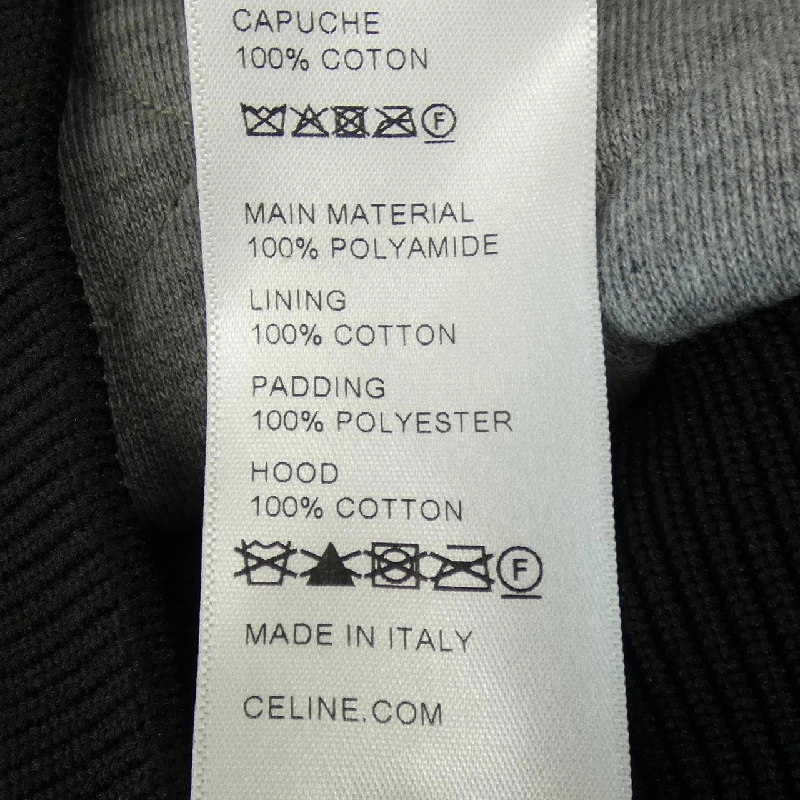 CAPUCHE
100% COTON
F
MAIN MATERIAL
100% POLYAMIDE
LINING
100% COTTON
PADDING
100% POLYESTER
HOOD
100% COTTON
F
MADE IN ITALY
CELINE.COM